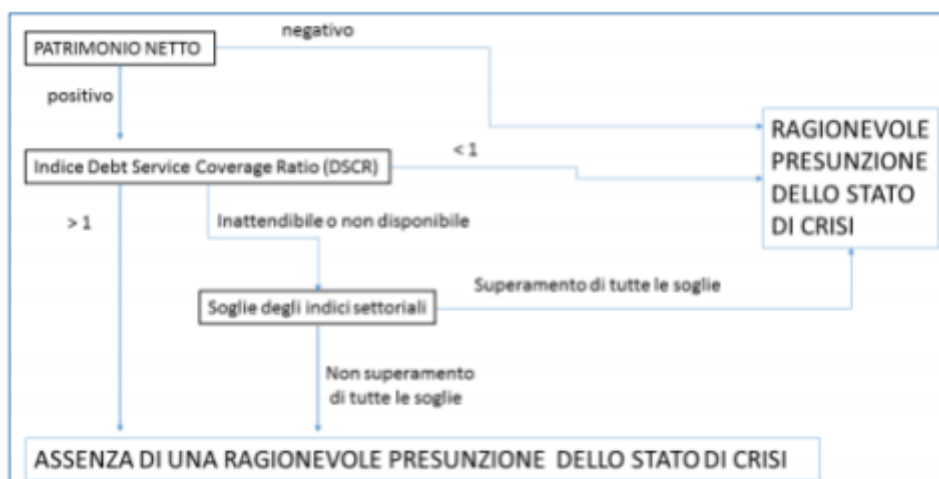 negativo
PATRIMONIO NETTO
positivo
RAGIONEVOLE
PRESUNZIONE
DELLO STATO
DI CRISI
< 1
Indice Debt Service Coverage Ratio (DSCR)
> 1
Inattendibile o non disponibile
Superamento di tutte le soglie
Soglie degli indici settoriali
Non superamento
di tutte le soglie
ASSENZA DI UNA RAGIONEVOLE PRESUNZIONE DELLO STATO DI CRISI